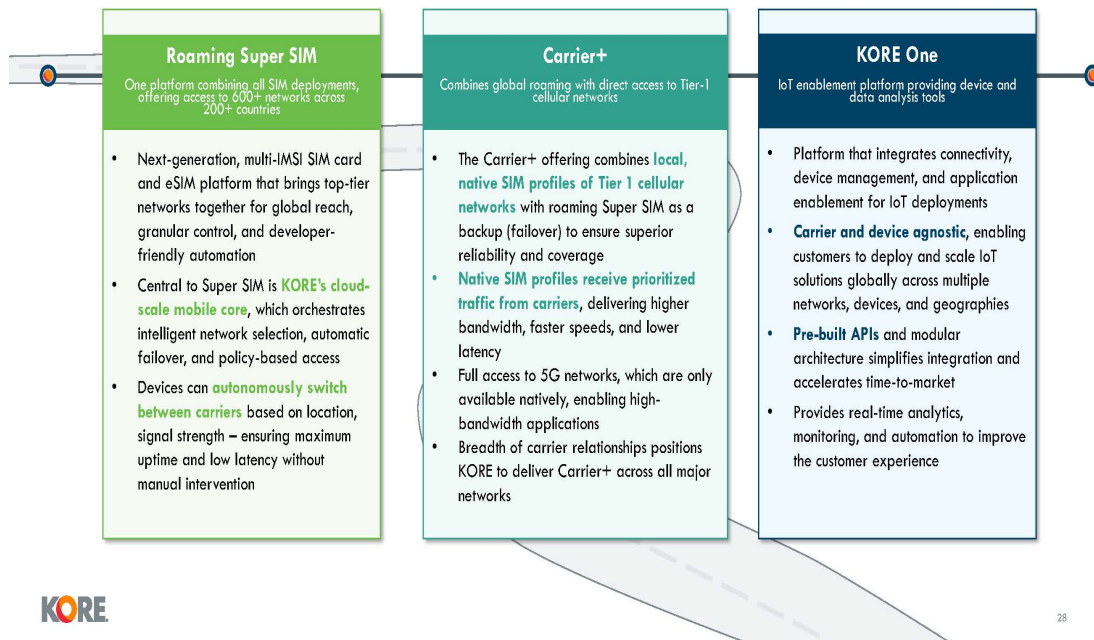 Roaming Super SIM
One platform combining all SIM deployments,
offering access to 600+ networks across
200+ countries
• Next-generation, multi-IMSI SIM card
and eSIM platform that brings top-tier
networks together for global reach,
granular control, and developer-
friendly automation
• Central to Super SIM is KORE's cloud-
scale mobile core, which orchestrates
intelligent network selection, automatic
failover, and policy-based access
• Devices can autonomously switch
between carriers based on location,
signal strength – ensuring maximum
uptime and low latency without
manual intervention
Carrier+
Combines global roaming with direct access to Tier-1
cellular networks
• The Carrier+ offering combines local,
native SIM profiles of Tier 1 cellular
networks with roaming Super SIM as a
backup (failover) to ensure superior
reliability and coverage
• Native SIM profiles receive prioritized
traffic from carriers, delivering higher
bandwidth, faster speeds, and lower
latency
• Full access to 5G networks, which are only
available natively, enabling high-
bandwidth applications
• Breadth of carrier relationships positions
KORE to deliver Carrier+ across all major
networks
KORE One
IoT enablement platform providing device and
data analysis tools
• Platform that integrates connectivity,
device management, and application
enablement for IoT deployments
• Carrier and device agnostic, enabling
customers to deploy and scale IoT
solutions globally across multiple
networks, devices, and geographies
• Pre-built APIs and modular
architecture simplifies integration and
accelerates time-to-market
• Provides real-time analytics,
monitoring, and automation to improve
the customer experience
KORE
28